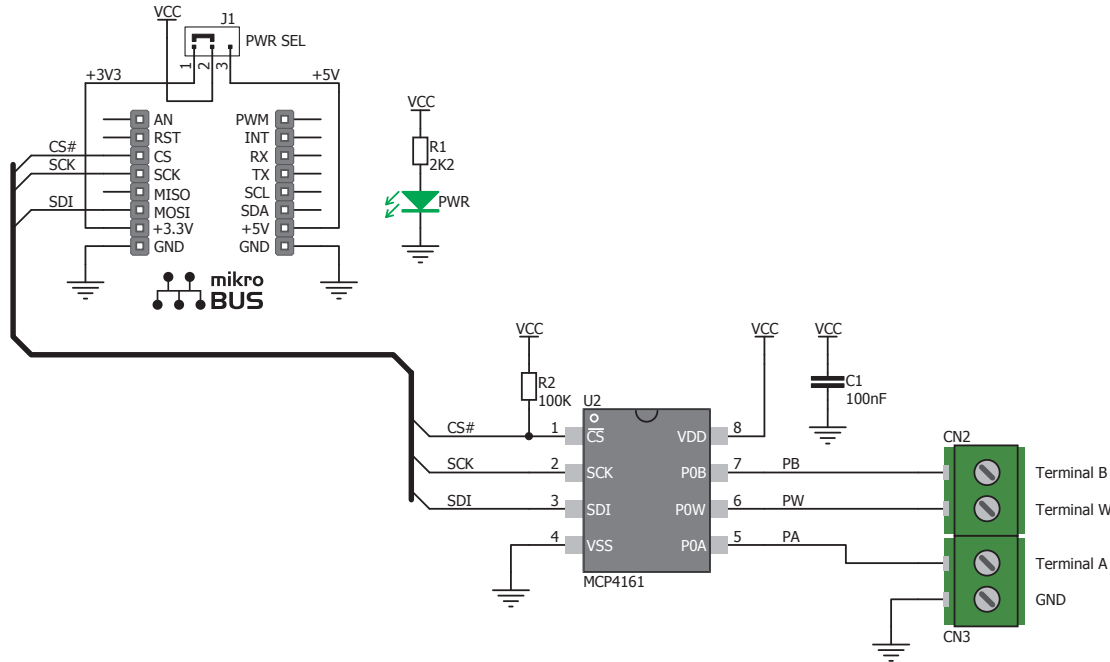 VCC
J1
PWR SEL
1 2 3
+3V3
+5V
AN
RST
CS
SCK
MISO
MOSI
+3.3V
GND
PWM
INT
RX
TX
SCL
SDA
+5V
GND
CS#
SCK
SDI
mikro
BUS
VCC
R1
2K2
PWR
VCC
R2
100K
VCC
VCC
C1
100nF
U2
CS# 1 CS
SCK 2 SCK
SDI 3 SDI
4 VSS
VDD 8
P0B 7 PB
P0W 6 PW
P0A 5 PA
MCP4161
CN2
Terminal B
Terminal W
Terminal A
GND
CN3